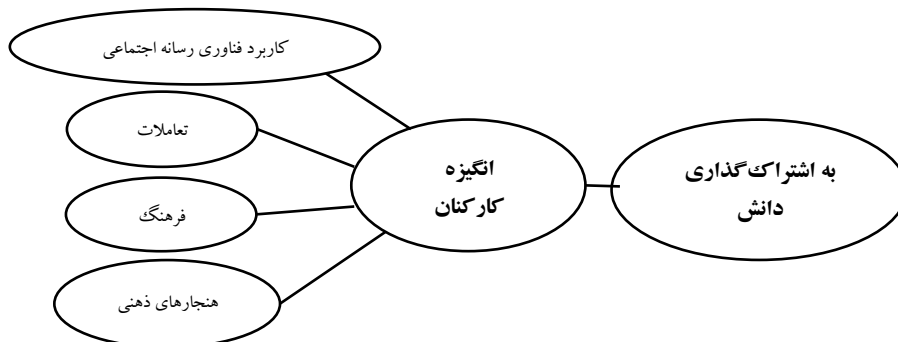 کاربرد فناوری رسانه اجتماعی
تعاملات
فرهنگ
هنجارهای ذهنی
انگیزه
کارکنان
به اشتراک‌گذاری
دانش